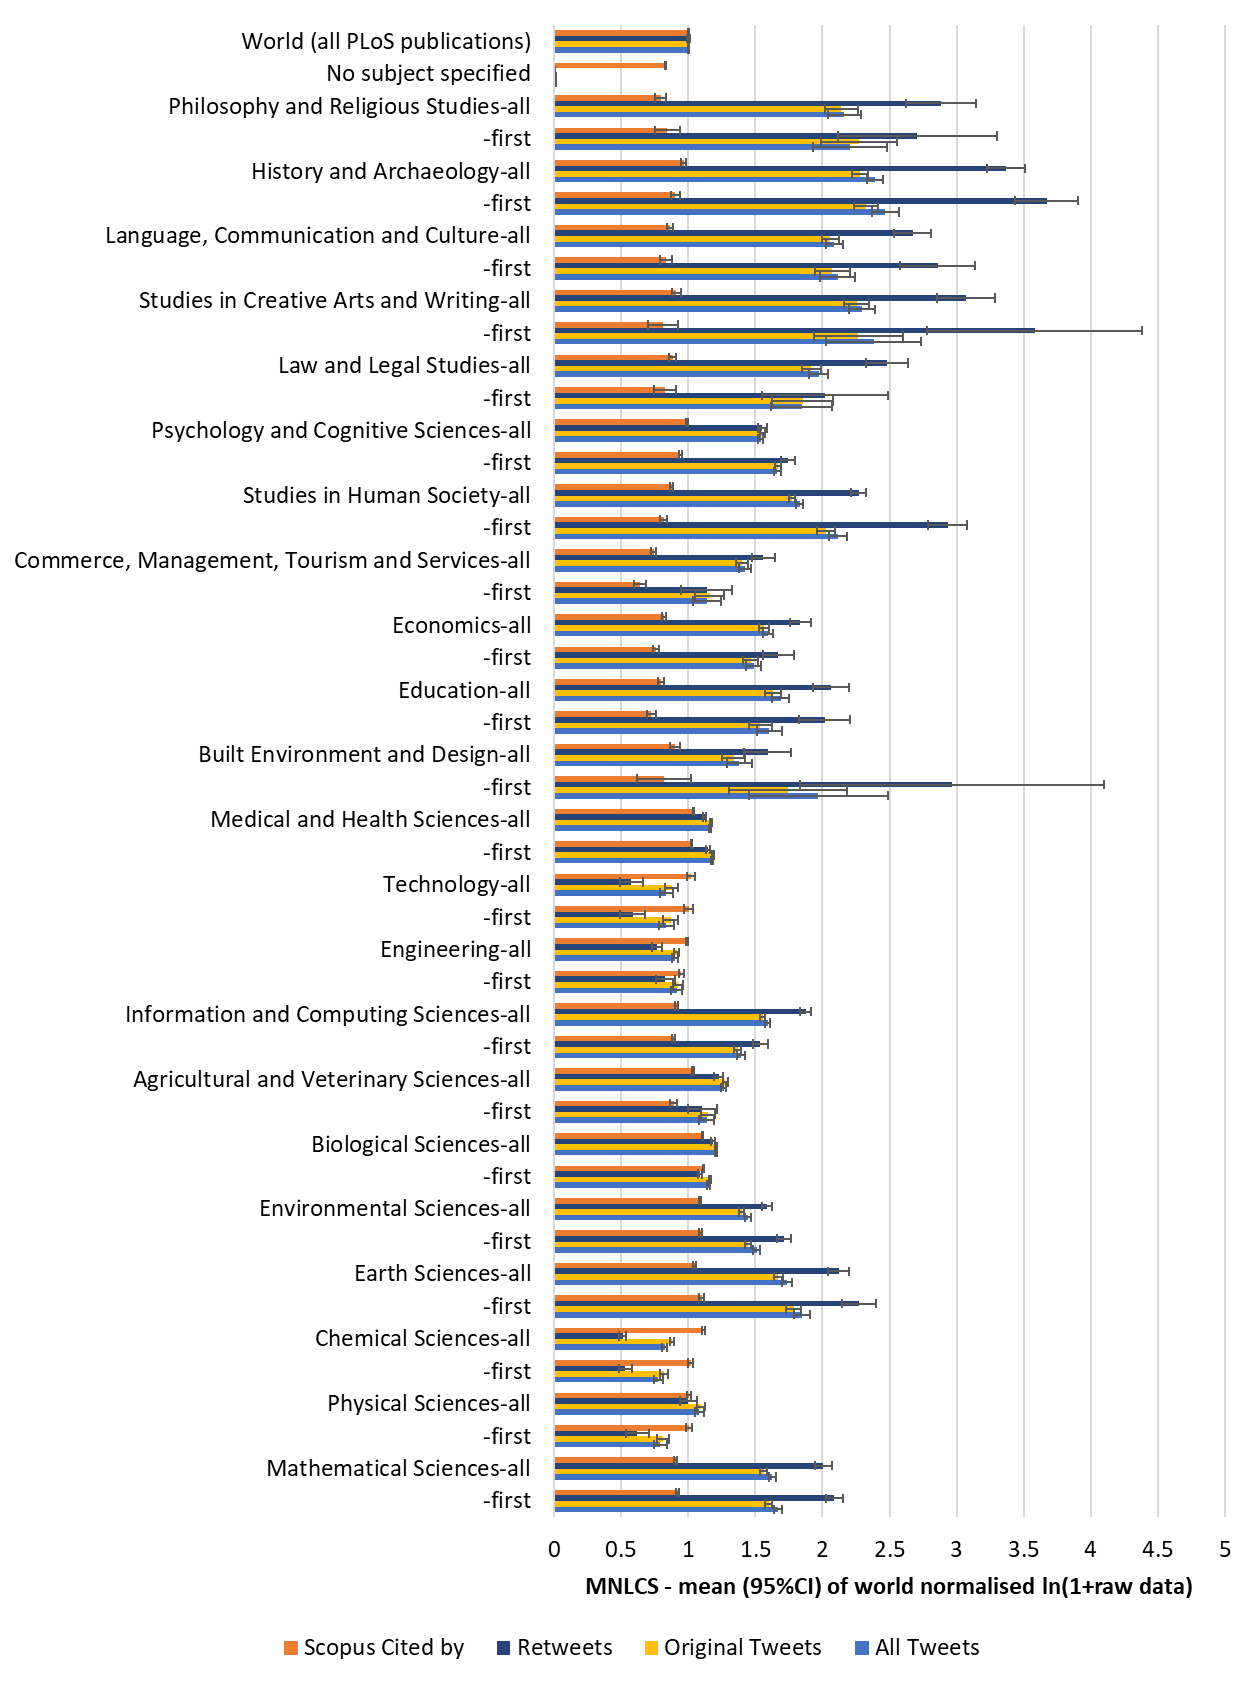 World (all PLoS publications)
No subject specified
Philosophy and Religious Studies-all
-first
History and Archaeology-all
-first
Language, Communication and Culture-all
-first
Studies in Creative Arts and Writing-all
-first
Law and Legal Studies-all
-first
Psychology and Cognitive Sciences-all
-first
Studies in Human Society-all
-first
Commerce, Management, Tourism and Services-all
-first
Economics-all
-first
Education-all
-first
Built Environment and Design-all
-first
Medical and Health Sciences-all
-first
Technology-all
-first
Engineering-all
-first
Information and Computing Sciences-all
-first
Agricultural and Veterinary Sciences-all
-first
Biological Sciences-all
-first
Environmental Sciences-all
-first
Earth Sciences-all
-first
Chemical Sciences-all
-first
Physical Sciences-all
-first
Mathematical Sciences-all
-first
0 0.5 1 1.5 2 2.5 3 3.5 4 4.5 5
MNLCS - mean (95%CI) of world normalised ln(1+raw data)
Scopus Cited by Retweets Original Tweets All Tweets